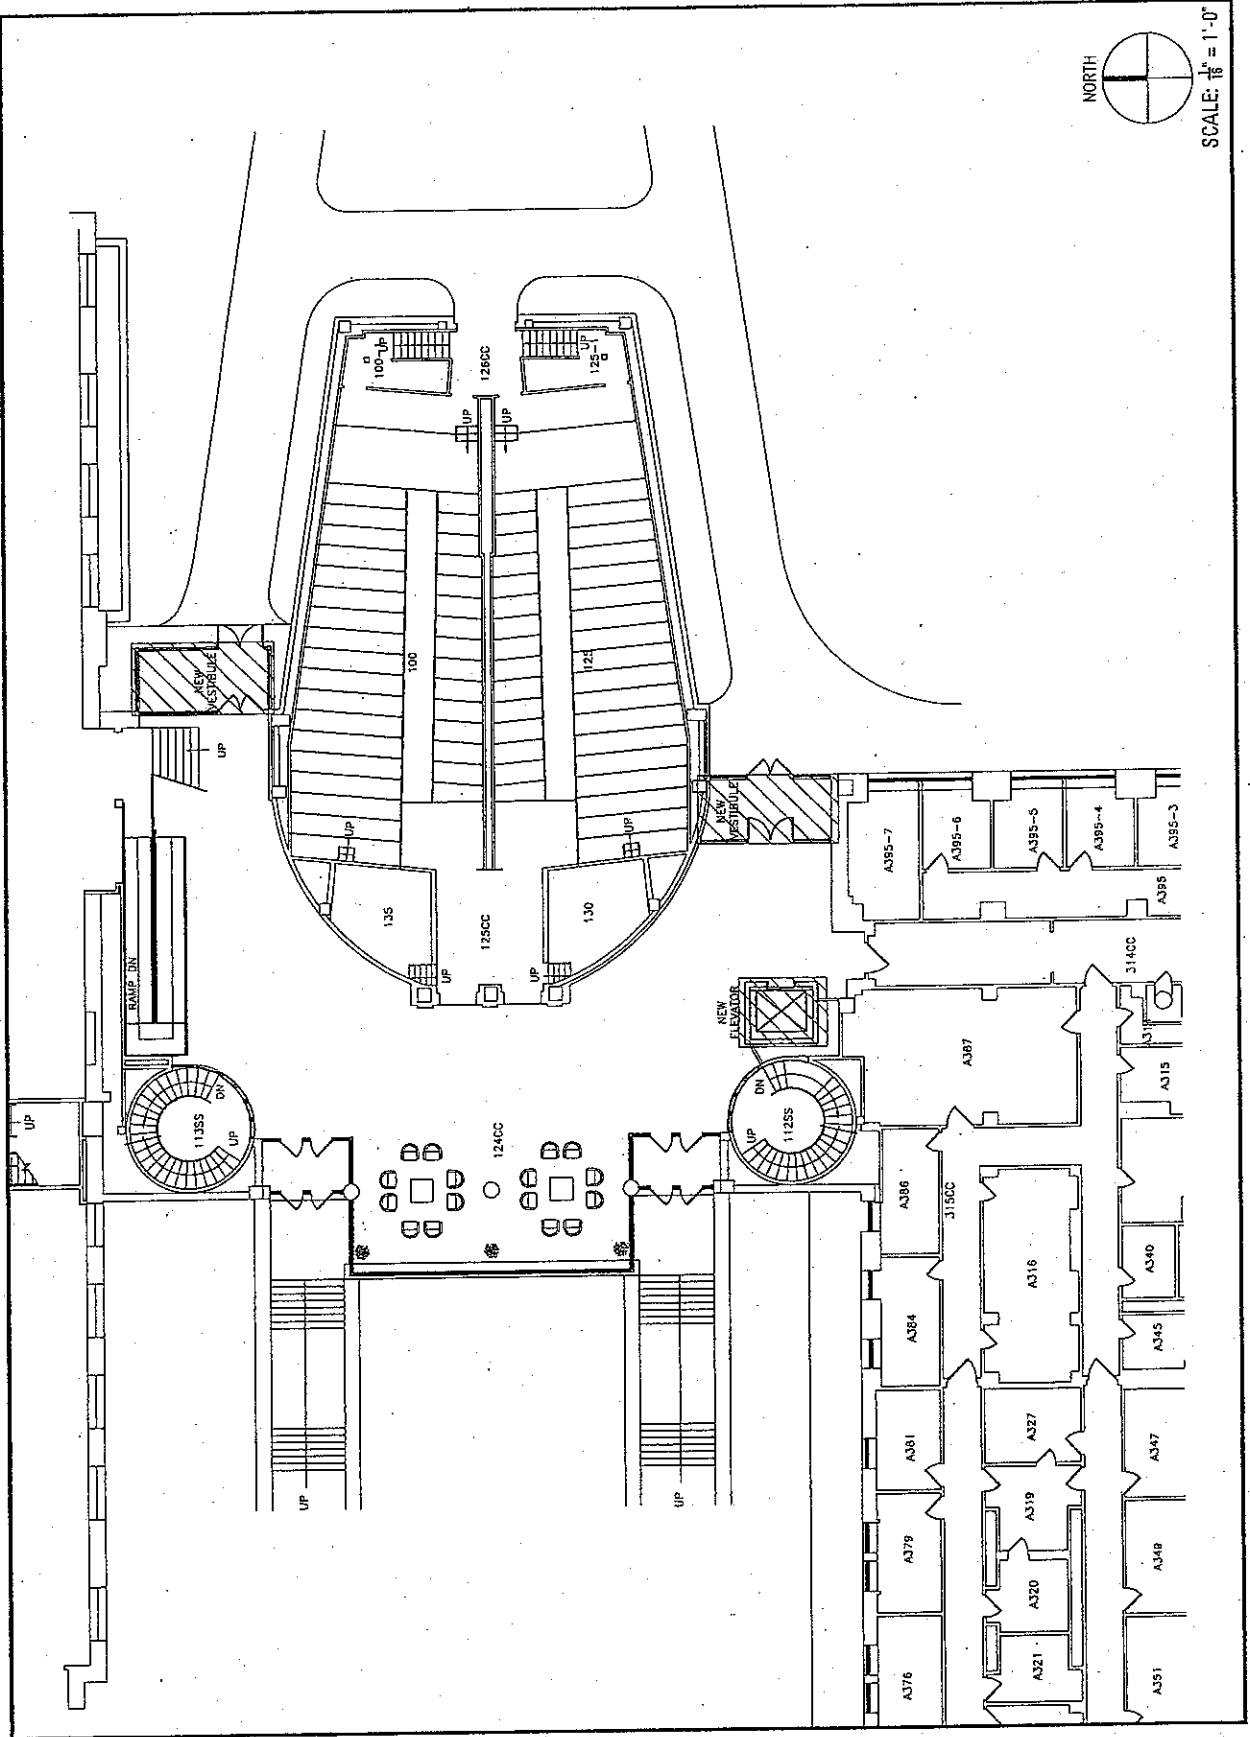 NORTH
SCALE: 1/16" = 1'-0"
UP
100-1
UP
126CC
UP
125-1
UP
UP
100
125
NEW
VESTIBULE
UP
NEW
VESTIBULE
UP
UP
135
125CC
130
UP
UP
RAMP DN
NEW
ELEVATOR
A395-7
A395-6
A395-5
A395-4
A395-3
A395
314CC
A387
A31
A315
UP
113SS
DN
UP
124CC
UP
112SS
DN
A386
315CC
A316
A340
A384
A345
A381
A327
A347
A379
A319
A349
A320
A376
A321
A351
UP
UP